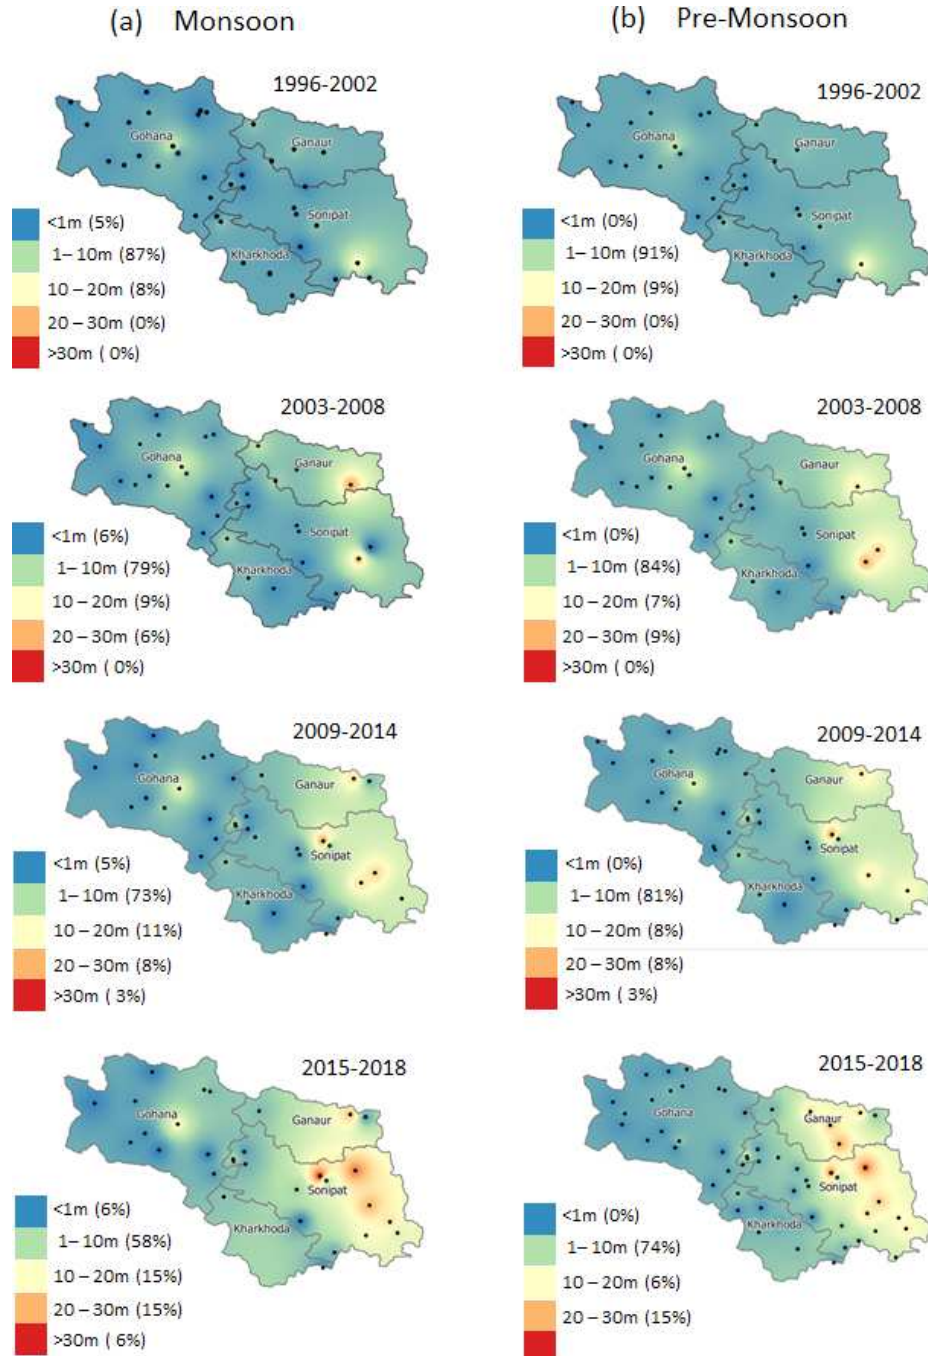 (a) Monsoon
(b) Pre-Monsoon
1996-2002
Gohana
Ganaur
Sonipat
Kharkhoda
<1m (5%)
1– 10m (87%)
10 – 20m (8%)
20 – 30m (0%)
>30m ( 0%)
1996-2002
Gohana
Ganaur
Sonipat
Kharkhoda
<1m (0%)
1– 10m (91%)
10 – 20m (9%)
20 – 30m (0%)
>30m ( 0%)
2003-2008
Gohana
Ganaur
Sonipat
Kharkhoda
<1m (6%)
1– 10m (79%)
10 – 20m (9%)
20 – 30m (6%)
>30m ( 0%)
2003-2008
Gohana
Ganaur
Sonipat
Kharkhoda
<1m (0%)
1– 10m (84%)
10 – 20m (7%)
20 – 30m (9%)
>30m ( 0%)
2009-2014
Gohana
Ganaur
Sonipat
Kharkhoda
<1m (5%)
1– 10m (73%)
10 – 20m (11%)
20 – 30m (8%)
>30m ( 3%)
2009-2014
Gohana
Ganaur
Sonipat
Kharkhoda
<1m (0%)
1– 10m (81%)
10 – 20m (8%)
20 – 30m (8%)
>30m ( 3%)
2015-2018
Gohana
Ganaur
Sonipat
Kharkhoda
<1m (6%)
1– 10m (58%)
10 – 20m (15%)
20 – 30m (15%)
>30m ( 6%)
2015-2018
Gohana
Ganaur
Sonipat
Kharkhoda
<1m (0%)
1– 10m (74%)
10 – 20m (6%)
20 – 30m (15%)